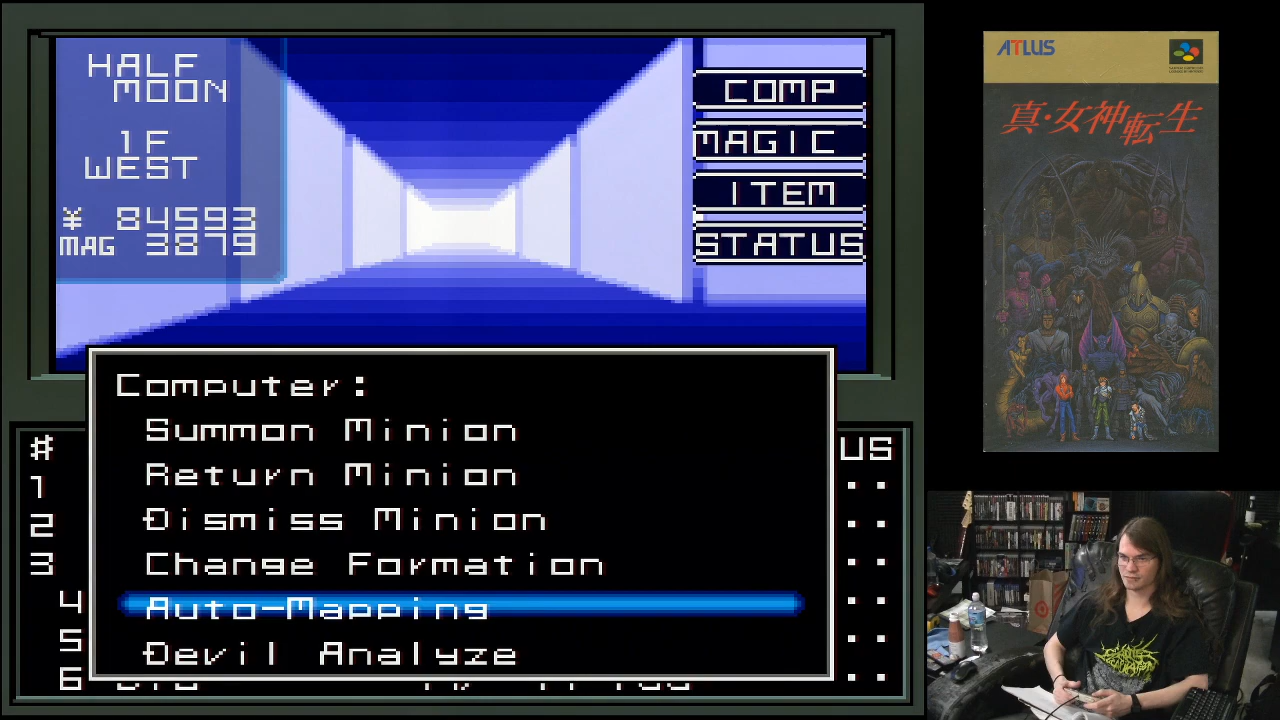 HALF
MOON
1F
WEST
¥ 84593
MAG 3879
COMP
MAGIC
ITEM
STATUS
Computer:
Summon Minion
Return Minion
Dismiss Minion
Change Formation
Auto-Mapping
Devil Analyze
#
US
1
2
3
4
5
6
ATLUS
真・女神転生